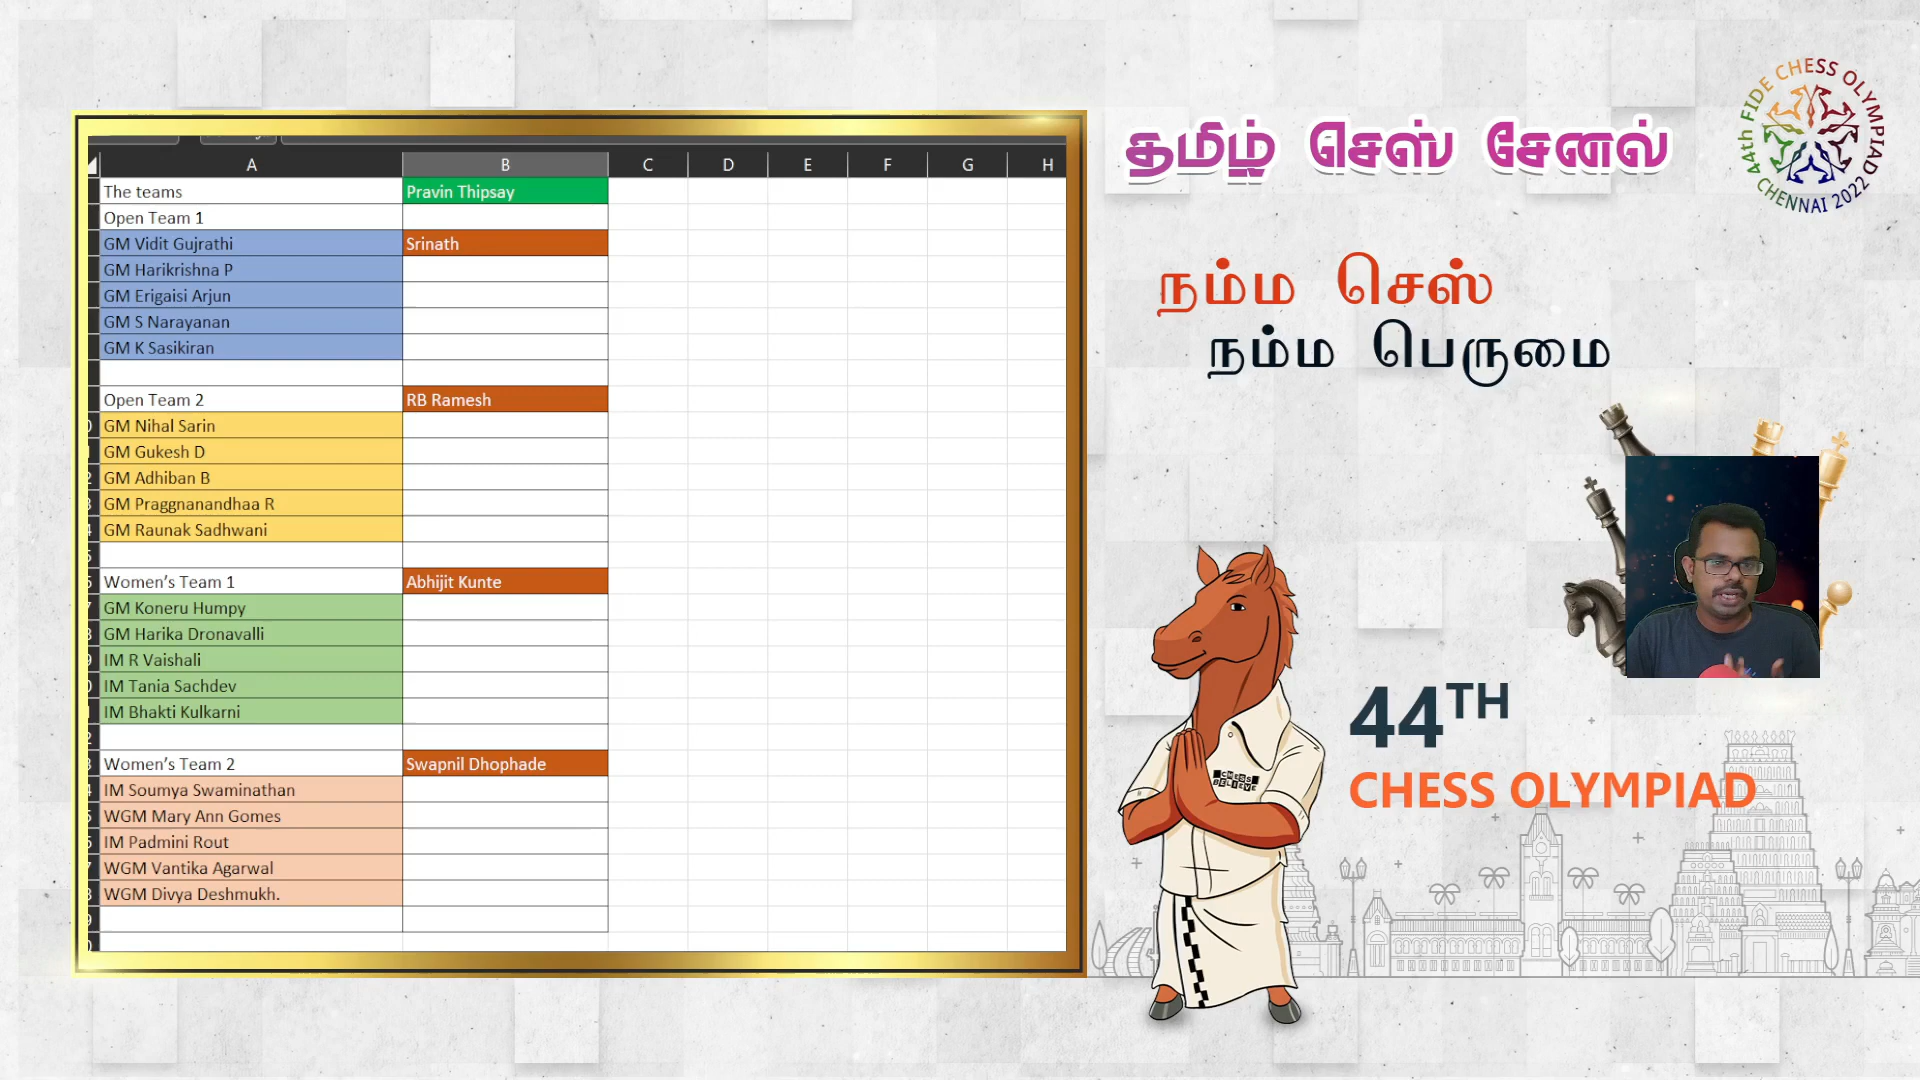 A B C D E F G H
The teams Pravin Thipsay
Open Team 1
GM Vidit Gujrathi Srinath
GM Harikrishna P
GM Erigaisi Arjun
GM S Narayanan
GM K Sasikiran
Open Team 2 RB Ramesh
GM Nihal Sarin
GM Gukesh D
GM Adhiban B
GM Praggnanandhaa R
GM Raunak Sadhwani
Women’s Team 1 Abhijit Kunte
GM Koneru Humpy
GM Harika Dronavalli
IM R Vaishali
IM Tania Sachdev
IM Bhakti Kulkarni
Women’s Team 2 Swapnil Dhophade
IM Soumya Swaminathan
WGM Mary Ann Gomes
IM Padmini Rout
WGM Vantika Agarwal
WGM Divya Deshmukh.
தமிழ் செஸ் சேனல்
44th FIDE CHESS OLYMPIAD
CHENNAI 2022
நம்ம செஸ்
நம்ம பெருமை
CHESS
BELIEVE
44TH
CHESS OLYMPIAD